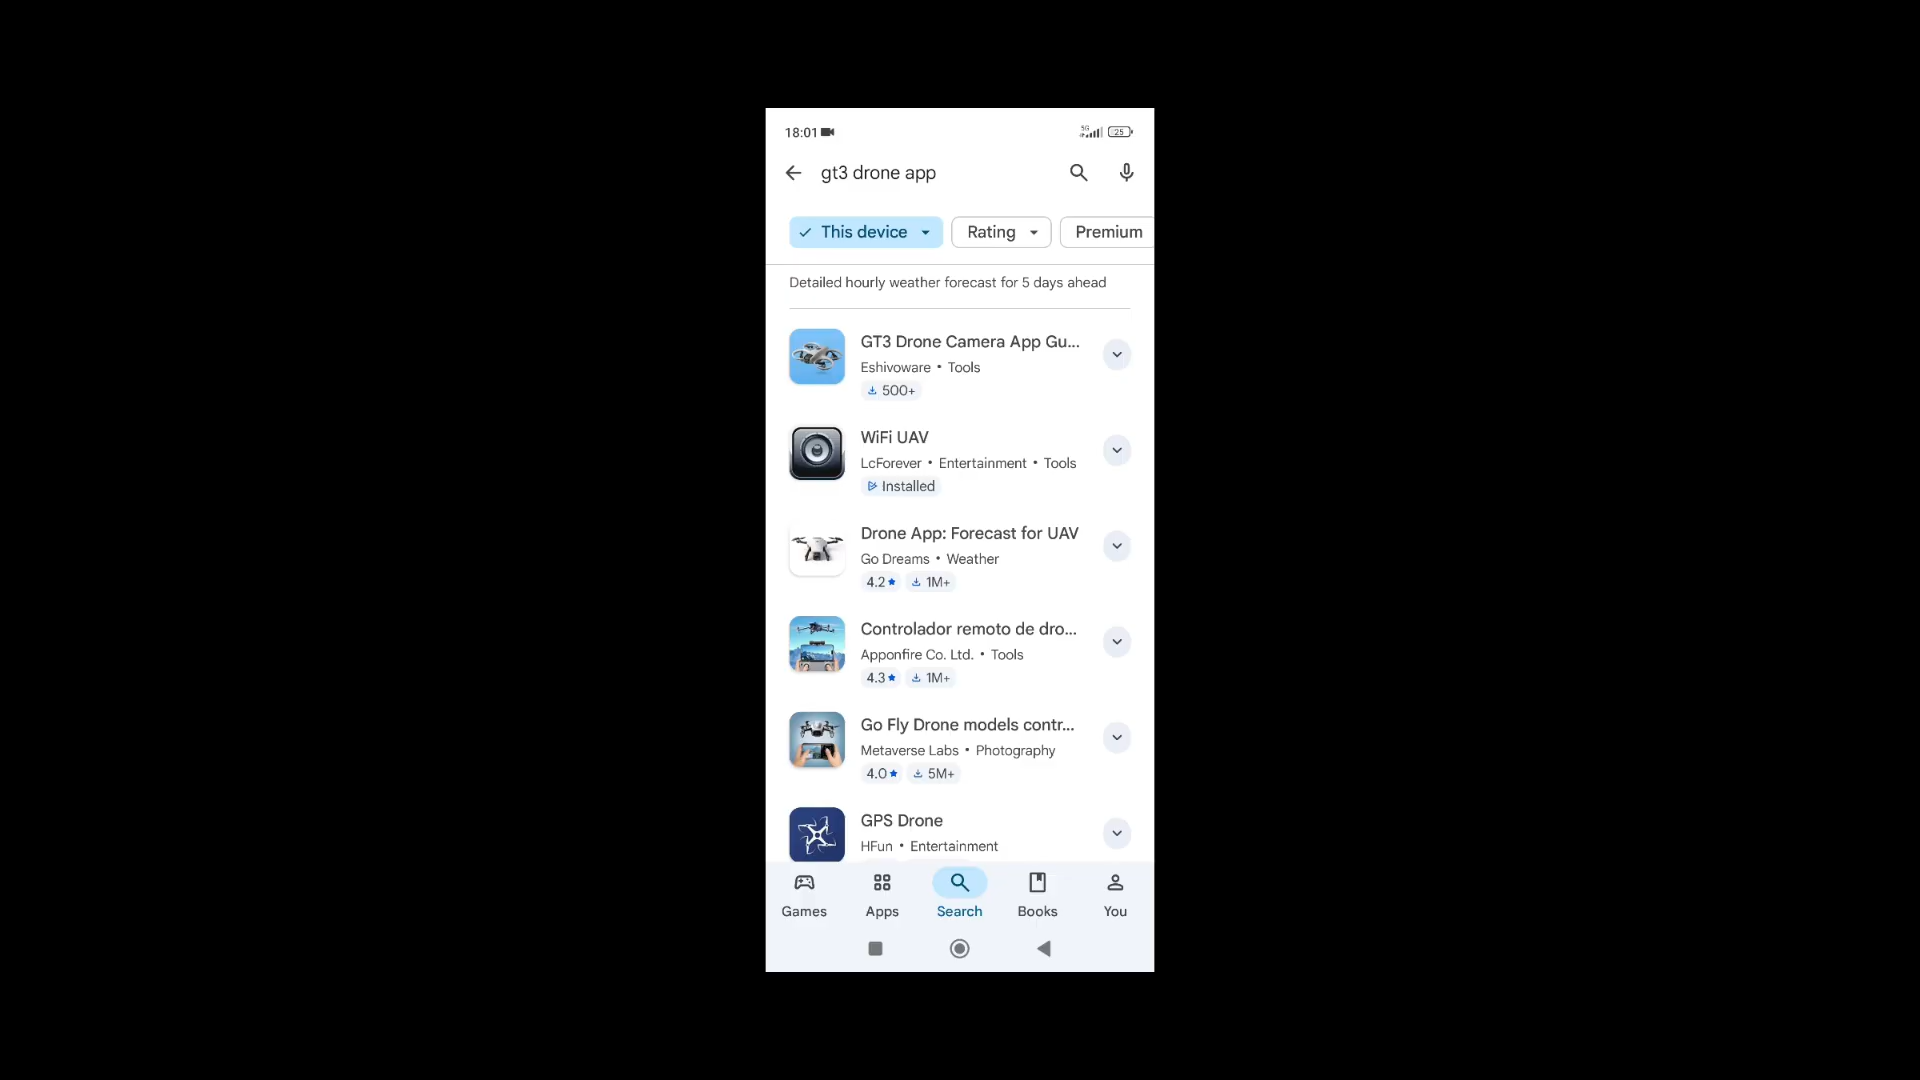 18:01
5G
25
gt3 drone app
This device
Rating
Premium
Detailed hourly weather forecast for 5 days ahead
GT3 Drone Camera App Gu...
Eshivoware • Tools
500+
WiFi UAV
LcForever • Entertainment • Tools
Installed
Drone App: Forecast for UAV
Go Dreams • Weather
4.2★ 1M+
Controlador remoto de dro...
Apponfire Co. Ltd. • Tools
4.3★ 1M+
Go Fly Drone models contr...
Metaverse Labs • Photography
4.0★ 5M+
GPS Drone
HFun • Entertainment
Games Apps Search Books You